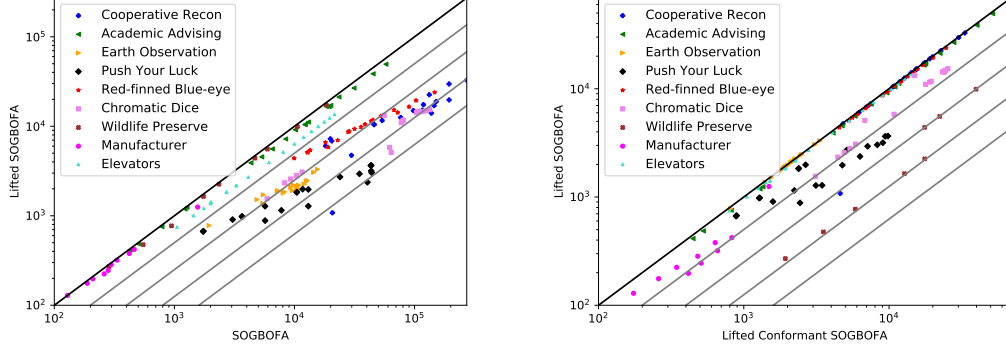 Cooperative Recon
Academic Advising
Earth Observation
Push Your Luck
Red-finned Blue-eye
Chromatic Dice
Wildlife Preserve
Manufacturer
Elevators
Lifted SOGBOFA
10^5
10^4
10^3
10^2
10^2 10^3 10^4 10^5
SOGBOFA
Cooperative Recon
Academic Advising
Earth Observation
Push Your Luck
Red-finned Blue-eye
Chromatic Dice
Wildlife Preserve
Manufacturer
Elevators
Lifted SOGBOFA
10^4
10^3
10^2
10^2 10^3 10^4
Lifted Conformant SOGBOFA